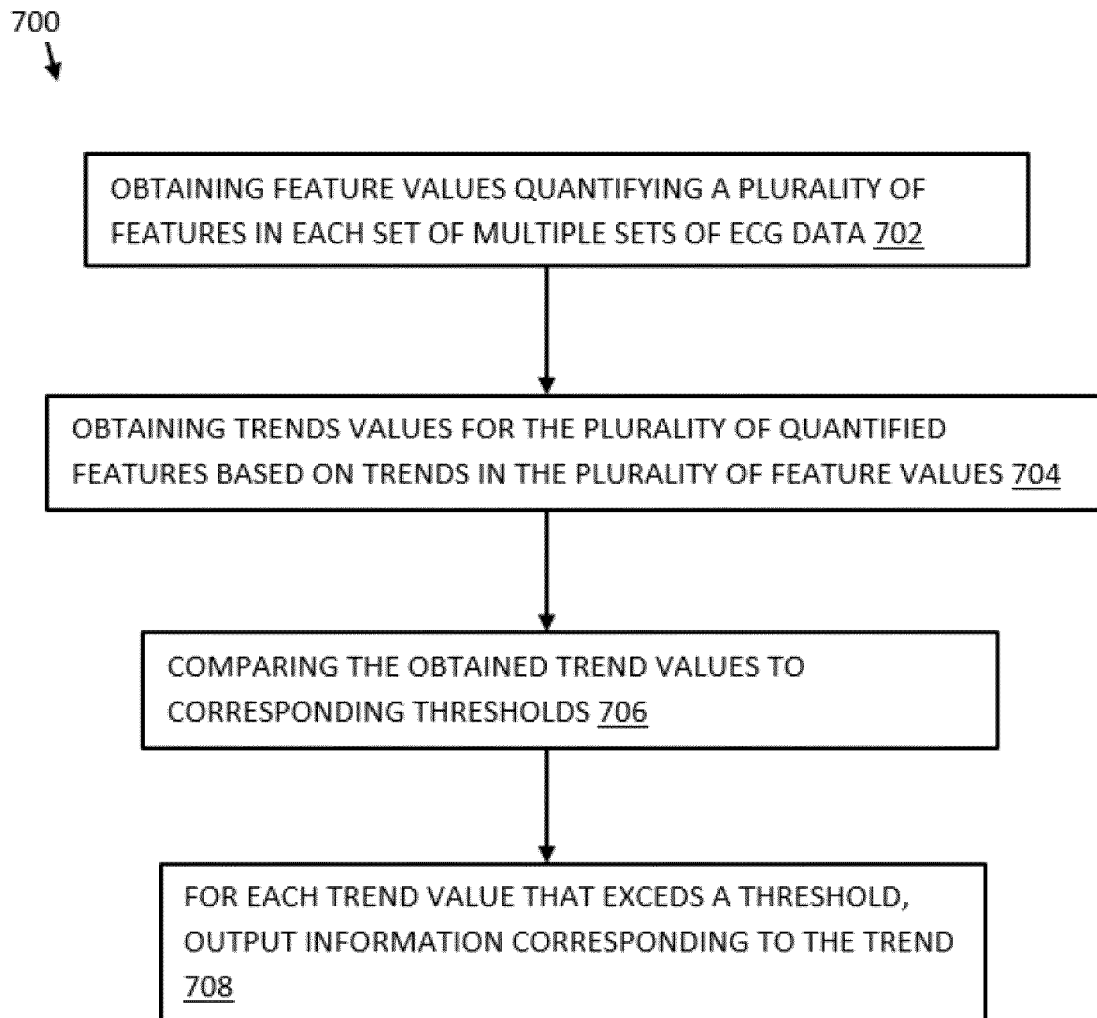 700
OBTAINING FEATURE VALUES QUANTIFYING A PLURALITY OF
FEATURES IN EACH SET OF MULTIPLE SETS OF ECG DATA 702
OBTAINING TRENDS VALUES FOR THE PLURALITY OF QUANTIFIED
FEATURES BASED ON TRENDS IN THE PLURALITY OF FEATURE VALUES 704
COMPARING THE OBTAINED TREND VALUES TO
CORRESPONDING THRESHOLDS 706
FOR EACH TREND VALUE THAT EXCEEDS A THRESHOLD,
OUTPUT INFORMATION CORRESPONDING TO THE TREND
708